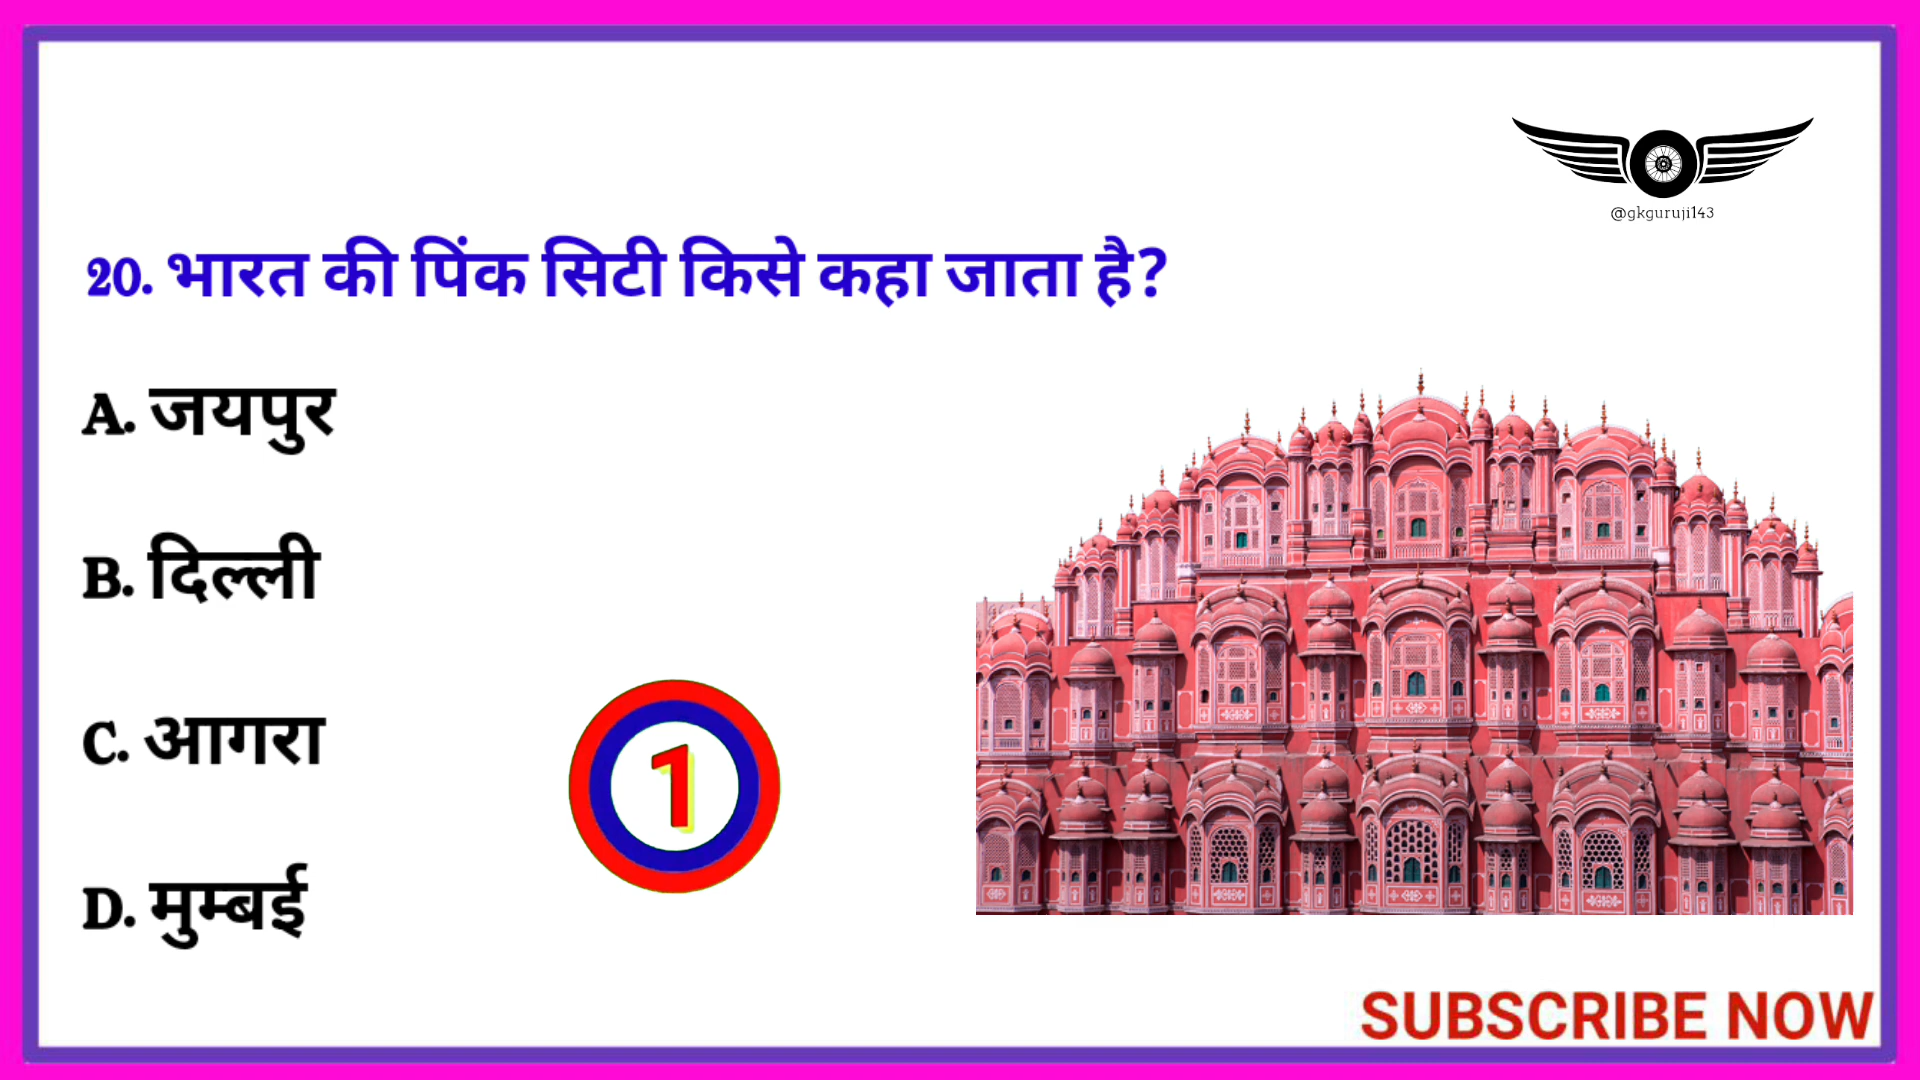 @gkguruji143
20. भारत की पिंक सिटी किसे कहा जाता है?
A. जयपुर
B. दिल्ली
C. आगरा
1
D. मुम्बई
SUBSCRIBE NOW